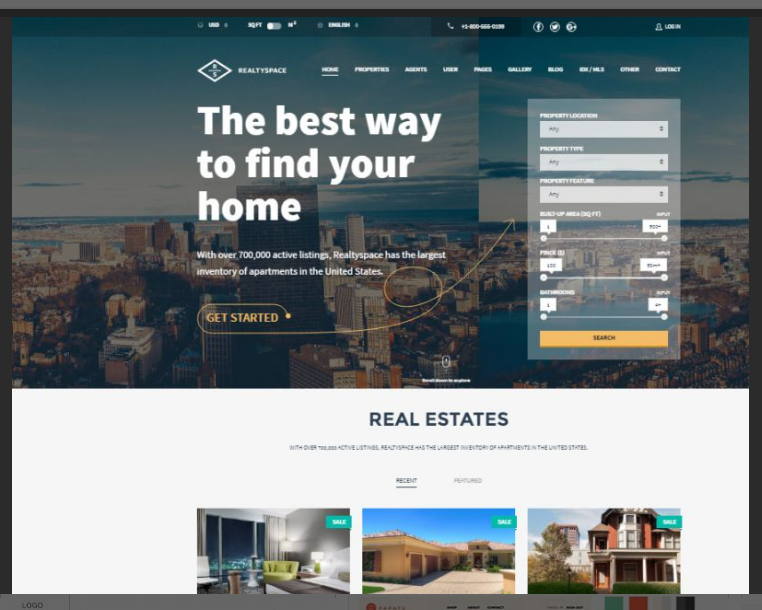 USD
SQ FT M²
ENGLISH
+1-800-555-0199
LOG IN
R
S
REALTYSPACE
HOME PROPERTIES AGENTS USER PAGES GALLERY BLOG IDX / MLS OTHER CONTACT
The best way
to find your
home
With over 700,000 active listings, Realtyspace has the largest
inventory of apartments in the United States.
GET STARTED
Scroll down to explore
PROPERTY LOCATION
Any
PROPERTY TYPE
Any
PROPERTY FEATURE
Any
BUILT-UP AREA (SQ FT) INPUT
1
PRICE ($) INPUT
100
BATHROOMS INPUT
1 4+
SEARCH
REAL ESTATES
WITH OVER 700,000 ACTIVE LISTINGS, REALTYSPACE HAS THE LARGEST INVENTORY OF APARTMENTS IN THE UNITED STATES.
RECENT FEATURED
SALE SALE SALE
LOGO
SHOP ABOUT CONTACT